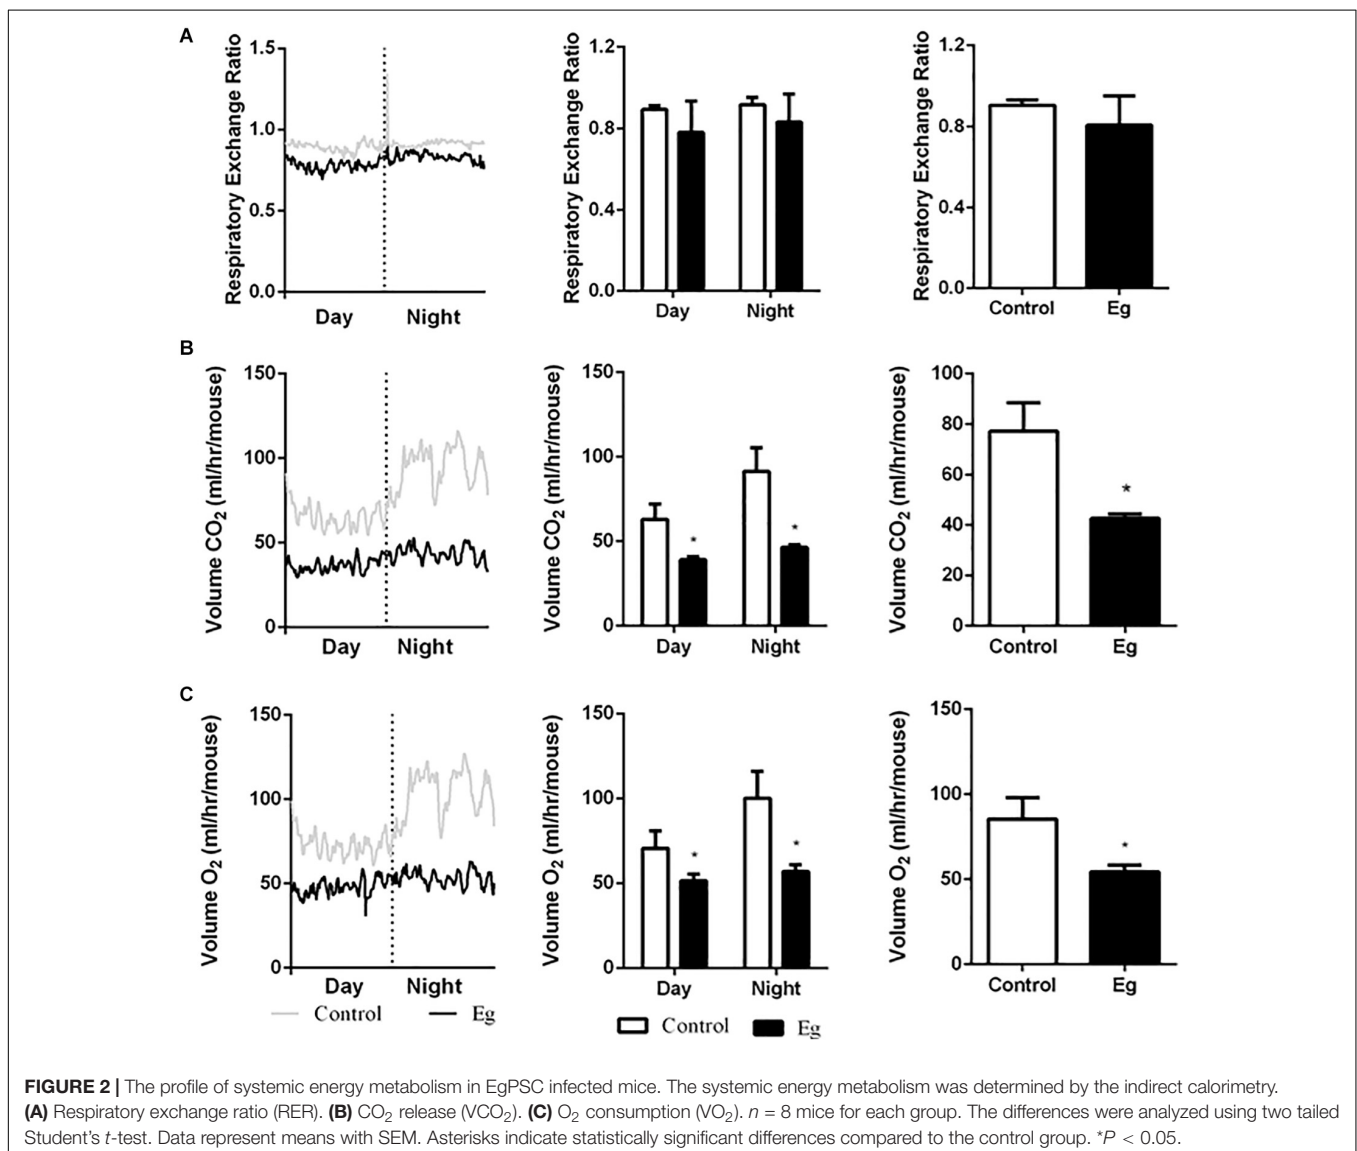 A
Respiratory Exchange Ratio
1.5
1.0
0.5
0.0
Day Night
Respiratory Exchange Ratio
1.2
0.8
0.4
0.0
Day Night
Respiratory Exchange Ratio
1.2
0.8
0.4
0.0
Control Eg
B
Volume CO₂ (ml/hr/mouse)
150
100
50
0
Day Night
Volume CO₂ (ml/hr/mouse)
150
100
50
0
* *
Day Night
Volume CO₂ (ml/hr/mouse)
100
80
60
40
20
0
*
Control Eg
C
Volume O₂ (ml/hr/mouse)
150
100
50
0
Day Night
Control Eg
Volume O₂ (ml/hr/mouse)
150
100
50
0
* *
Day Night
Control Eg
Volume O₂ (ml/hr/mouse)
150
100
50
0
*
Control Eg
FIGURE 2 | The profile of systemic energy metabolism in EgPSC infected mice. The systemic energy metabolism was determined by the indirect calorimetry.
(A) Respiratory exchange ratio (RER). (B) CO₂ release (VCO₂). (C) O₂ consumption (VO₂). n = 8 mice for each group. The differences were analyzed using two tailed
Student's t-test. Data represent means with SEM. Asterisks indicate statistically significant differences compared to the control group. *P < 0.05.